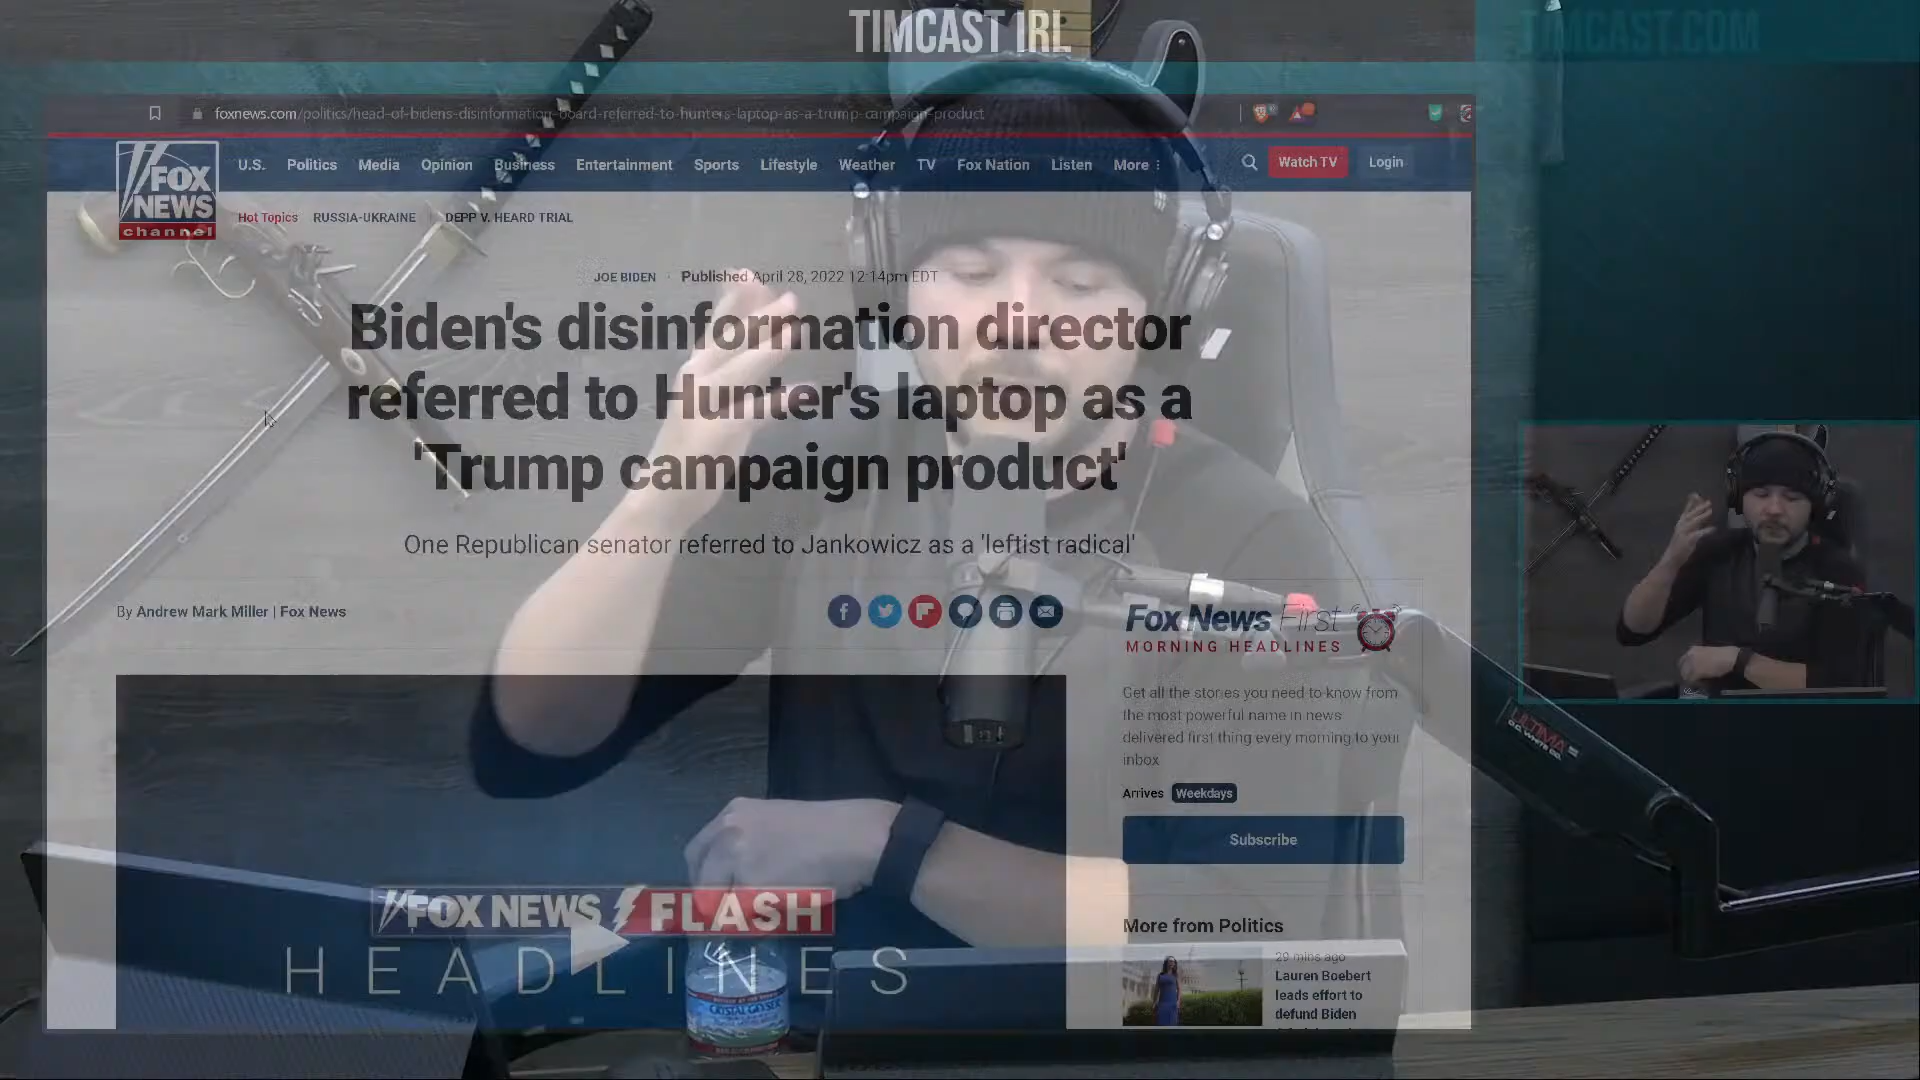 TIMCAST IRL
TIMCAST.COM
foxnews.com/politics/head-of-bidens-disinformation-board-referred-to-hunters-laptop-as-a-trump-campaign-product
FOX NEWS channel
U.S. Politics Media Opinion Business Entertainment Sports Lifestyle Weather TV Fox Nation Listen More Watch TV Login
Hot Topics RUSSIA-UKRAINE DEPP V. HEARD TRIAL
JOE BIDEN · Published April 28, 2022 12:14pm EDT
Biden's disinformation director
referred to Hunter's laptop as a
'Trump campaign product'
One Republican senator referred to Jankowicz as a 'leftist radical'
By Andrew Mark Miller | Fox News
Fox News First
MORNING HEADLINES
Get all the stories you need-to-know from
the most powerful name in news
delivered first thing every morning to your
inbox
Arrives Weekdays
Subscribe
FOX NEWS FLASH
HEADLINES
More from Politics
29 mins ago
Lauren Boebert
leads effort to
defund Biden
CRYSTAL GEYSER
ULTIMA